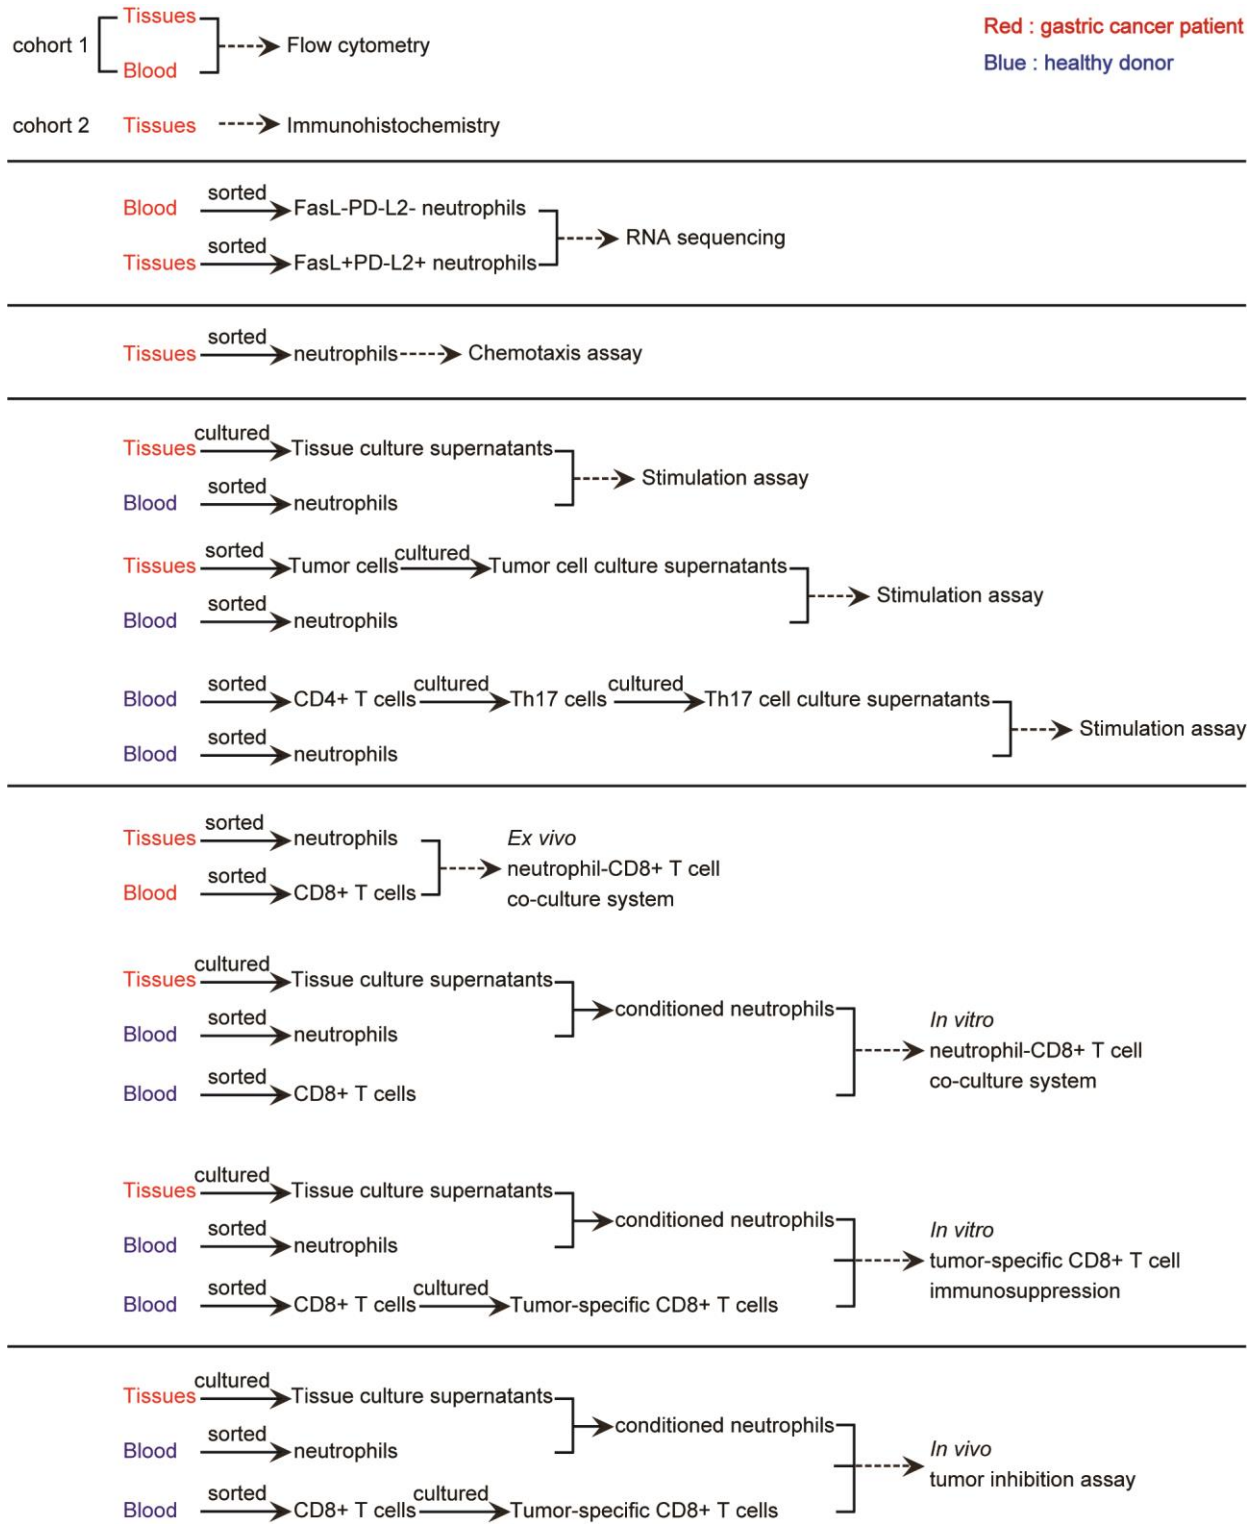 cohort 1
Tissues
Blood
Flow cytometry
Red : gastric cancer patient
Blue : healthy donor
cohort 2 Tissues Immunohistochemistry
Blood sorted FasL-PD-L2- neutrophils
Tissues sorted FasL+PD-L2+ neutrophils
RNA sequencing
Tissues sorted neutrophils Chemotaxis assay
Tissues cultured Tissue culture supernatants
Blood sorted neutrophils
Stimulation assay
Tissues sorted Tumor cells cultured Tumor cell culture supernatants
Blood sorted neutrophils
Stimulation assay
Blood sorted CD4+ T cells cultured Th17 cells cultured Th17 cell culture supernatants
Blood sorted neutrophils
Stimulation assay
Tissues sorted neutrophils
Blood sorted CD8+ T cells
Ex vivo
neutrophil-CD8+ T cell
co-culture system
Tissues cultured Tissue culture supernatants
Blood sorted neutrophils
conditioned neutrophils
Blood sorted CD8+ T cells
In vitro
neutrophil-CD8+ T cell
co-culture system
Tissues cultured Tissue culture supernatants
Blood sorted neutrophils
conditioned neutrophils
Blood sorted CD8+ T cells cultured Tumor-specific CD8+ T cells
In vitro
tumor-specific CD8+ T cell
immunosuppression
Tissues cultured Tissue culture supernatants
Blood sorted neutrophils
conditioned neutrophils
Blood sorted CD8+ T cells cultured Tumor-specific CD8+ T cells
In vivo
tumor inhibition assay